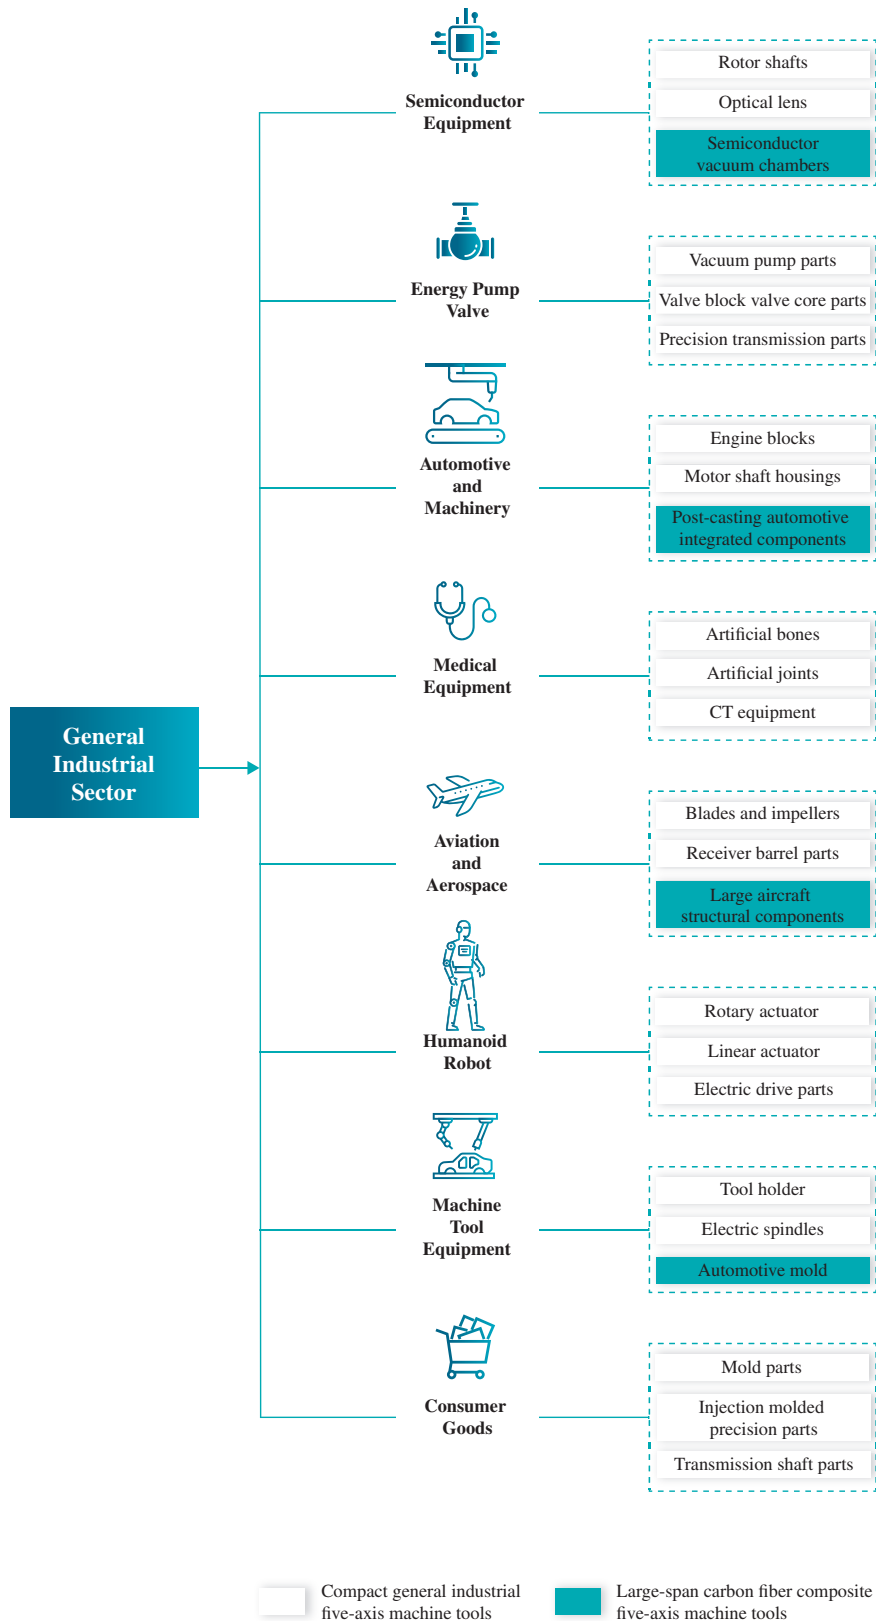 Semiconductor
Equipment
Rotor shafts
Optical lens
Semiconductor
vacuum chambers
Energy Pump
Valve
Vacuum pump parts
Valve block valve core parts
Precision transmission parts
Automotive
and
Machinery
Engine blocks
Motor shaft housings
Post-casting automotive
integrated components
Medical
Equipment
Artificial bones
Artificial joints
CT equipment
General
Industrial
Sector
Aviation
and
Aerospace
Blades and impellers
Receiver barrel parts
Large aircraft
structural components
Humanoid
Robot
Rotary actuator
Linear actuator
Electric drive parts
Machine
Tool
Equipment
Tool holder
Electric spindles
Automotive mold
Consumer
Goods
Mold parts
Injection molded
precision parts
Transmission shaft parts
Compact general industrial
five-axis machine tools
Large-span carbon fiber composite
five-axis machine tools